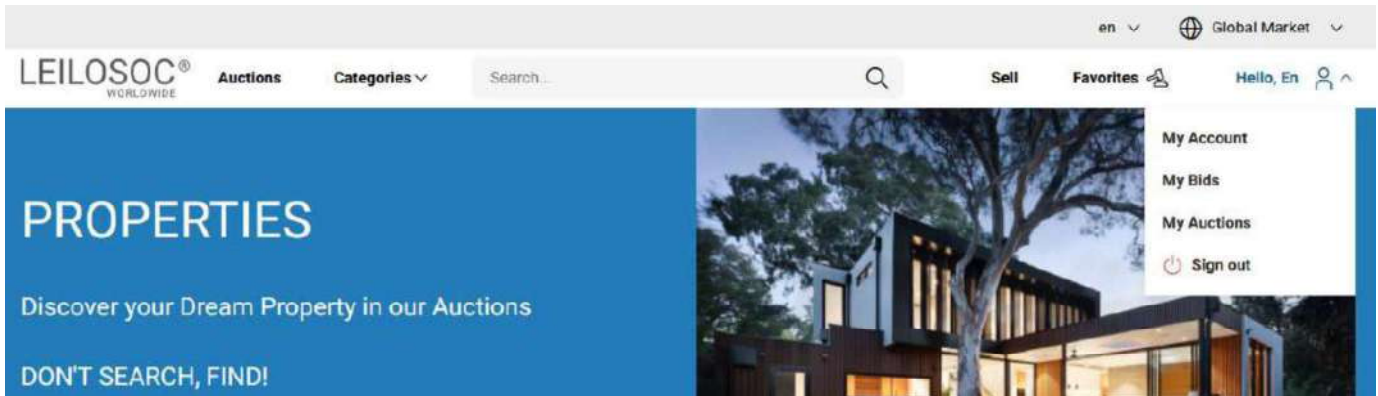 en Global Market
LEILOSOC® Auctions Categories Search... Sell Favorites Hello, En
WORLDWIDE
My Account
My Bids
My Auctions
Sign out
PROPERTIES
Discover your Dream Property in our Auctions
DON'T SEARCH, FIND!